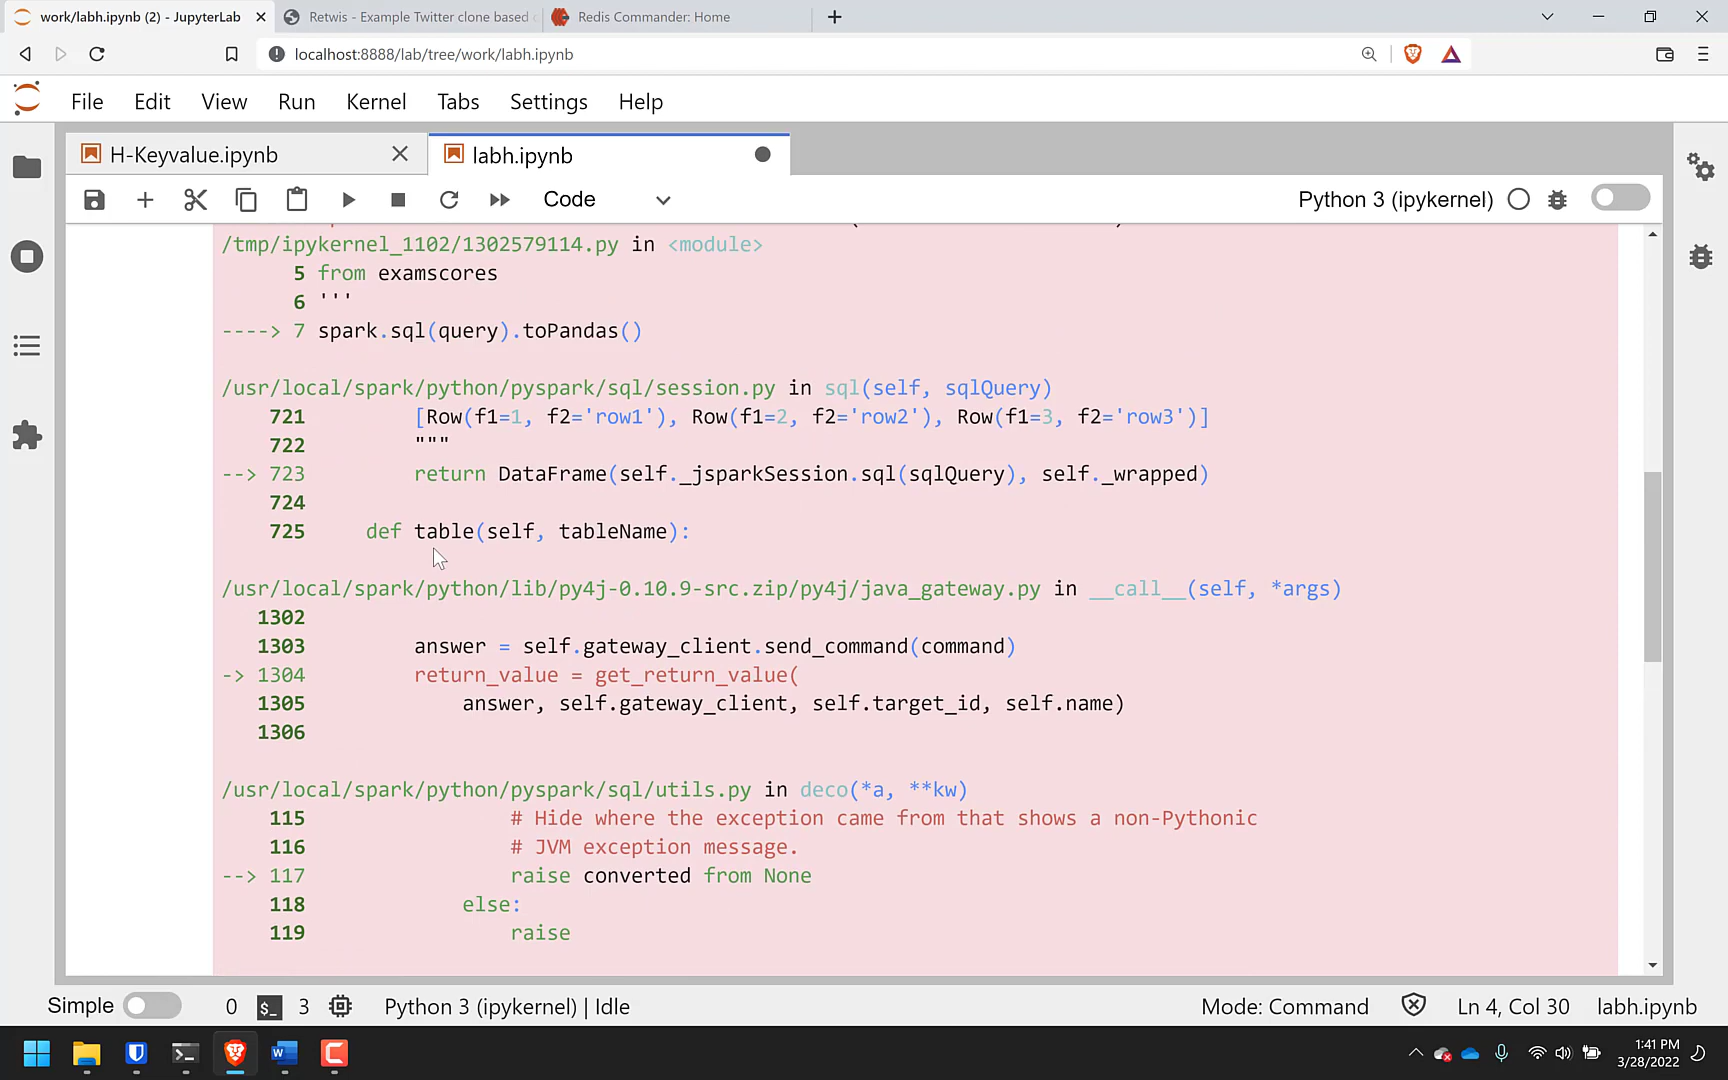 work/labh.ipynb (2) - JupyterLab
Retwis - Example Twitter clone based
Redis Commander: Home
localhost:8888/lab/tree/work/labh.ipynb
File Edit View Run Kernel Tabs Settings Help
H-Keyvalue.ipynb
labh.ipynb
Code
Python 3 (ipykernel)
/tmp/ipykernel_1102/1302579114.py in <module>
5 from examscores
6 '''
----> 7 spark.sql(query).toPandas()
/usr/local/spark/python/pyspark/sql/session.py in sql(self, sqlQuery)
721         [Row(f1=1, f2='row1'), Row(f1=2, f2='row2'), Row(f1=3, f2='row3')]
722         """
--> 723         return DataFrame(self._jsparkSession.sql(sqlQuery), self._wrapped)
724
725     def table(self, tableName):
/usr/local/spark/python/lib/py4j-0.10.9-src.zip/py4j/java_gateway.py in __call__(self, *args)
1302
1303         answer = self.gateway_client.send_command(command)
-> 1304         return_value = get_return_value(
1305             answer, self.gateway_client, self.target_id, self.name)
1306
/usr/local/spark/python/pyspark/sql/utils.py in deco(*a, **kw)
115                 # Hide where the exception came from that shows a non-Pythonic
116                 # JVM exception message.
--> 117                 raise converted from None
118             else:
119                 raise
Simple 0 $_ 3 Python 3 (ipykernel) | Idle Mode: Command Ln 4, Col 30 labh.ipynb
1:41 PM
3/28/2022